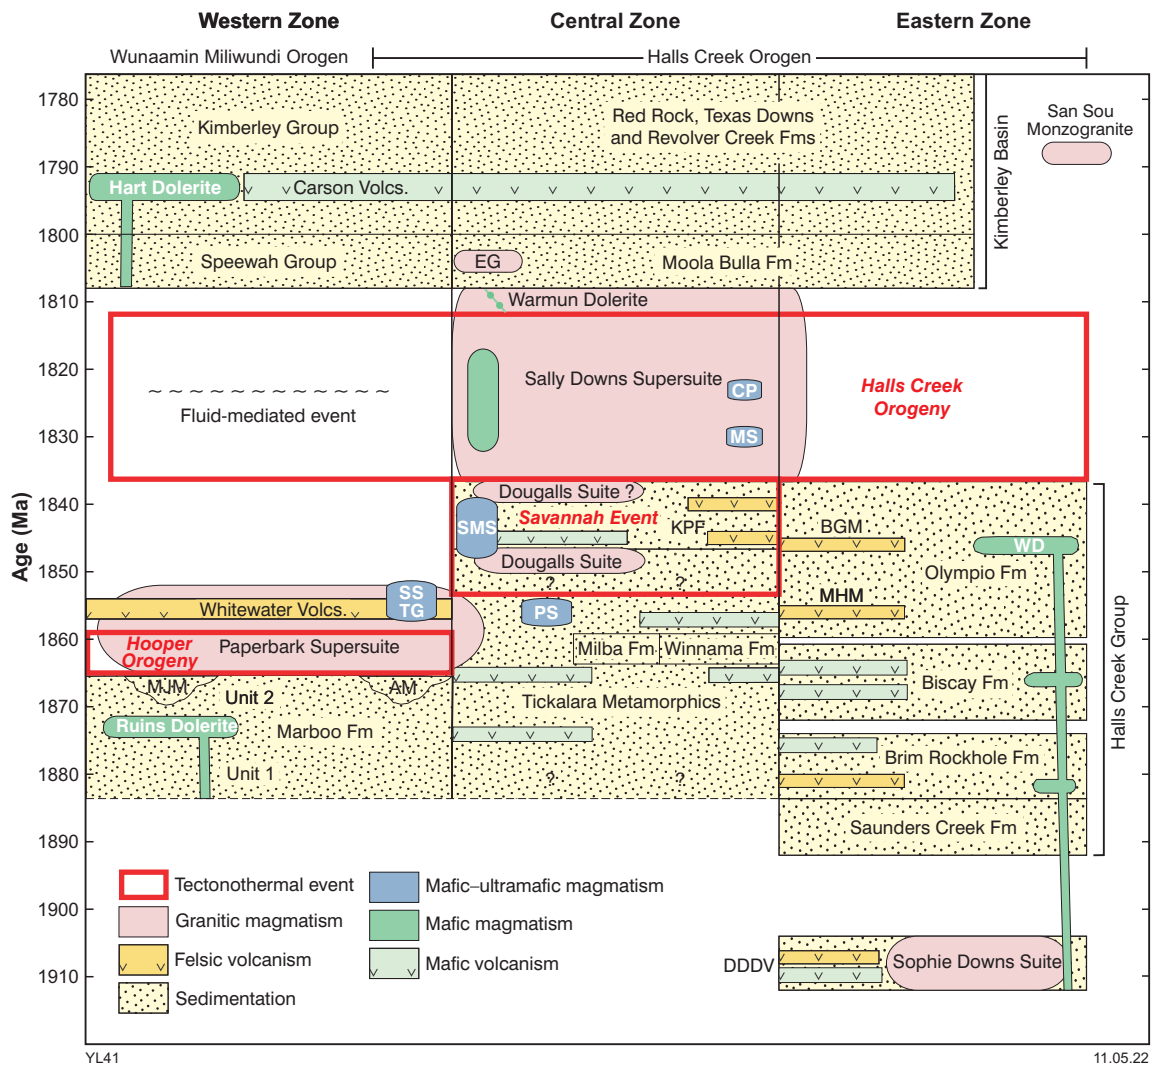 Western Zone
Central Zone
Eastern Zone
Wunaamin Miliwundi Orogen
Halls Creek Orogen
Age (Ma)
1780
1790
1800
1810
1820
1830
1840
1850
1860
1870
1880
1890
1900
1910
Kimberley Group
Red Rock, Texas Downs
and Revolver Creek Fms
San Sou
Monzogranite
Kimberley Basin
Hart Dolerite
Carson Volcs.
Speewah Group
EG
Moola Bulla Fm
Warmun Dolerite
Sally Downs Supersuite
CP
MS
Halls Creek
Orogeny
~ ~ ~ ~ ~ ~ ~ ~ ~ ~ ~ ~
Fluid-mediated event
Dougalls Suite ?
SMS
Savannah Event
KPF
Dougalls Suite
? ?
BGM
WD
Olympio Fm
MHM
Halls Creek Group
SS
TG
Whitewater Volcs.
PS
Hooper
Orogeny
Paperbark Supersuite
Milba Fm
Winnama Fm
MJM
AM
Unit 2
Tickalara Metamorphics
Biscay Fm
Ruins Dolerite
Marboo Fm
Unit 1
? ?
Brim Rockhole Fm
Saunders Creek Fm
DDDV
Sophie Downs Suite
Tectonothermal event
Granitic magmatism
Felsic volcanism
Sedimentation
Mafic–ultramafic magmatism
Mafic magmatism
Mafic volcanism
YL41
11.05.22